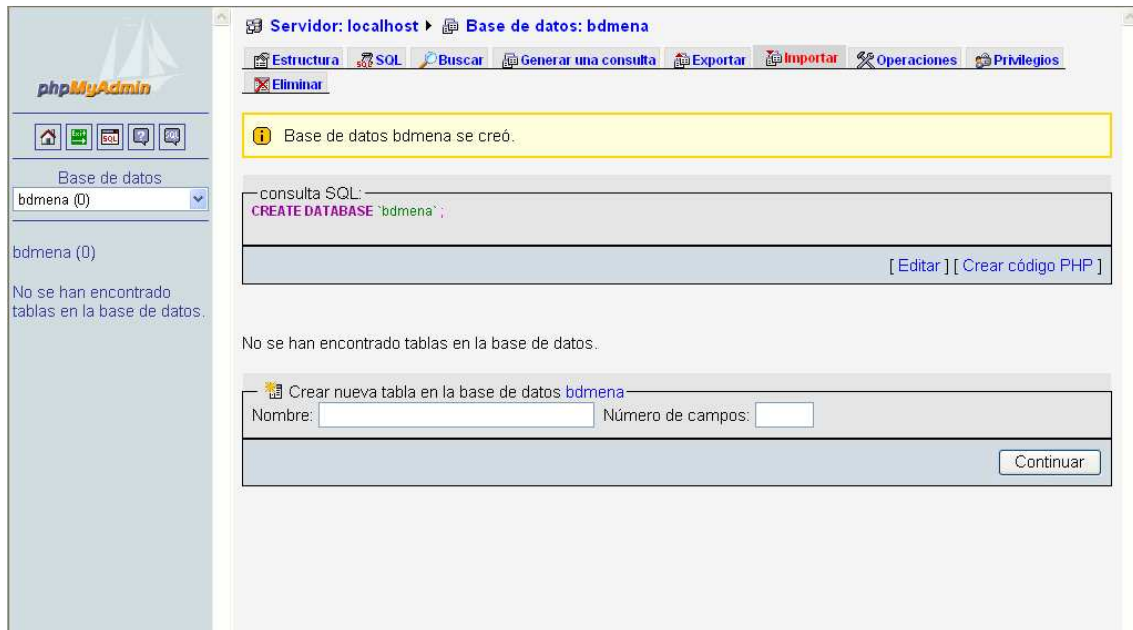 phpMyAdmin
Base de datos
bdmena (0)
bdmena (0)
No se han encontrado
tablas en la base de datos.
Servidor: localhost Base de datos: bdmena
Estructura SQL Buscar Generar una consulta Exportar Importar Operaciones Privilegios
Eliminar
Base de datos bdmena se creó.
consulta SQL:
CREATE DATABASE `bdmena` ;
[ Editar ] [ Crear código PHP ]
No se han encontrado tablas en la base de datos.
Crear nueva tabla en la base de datos bdmena
Nombre: Número de campos:
Continuar